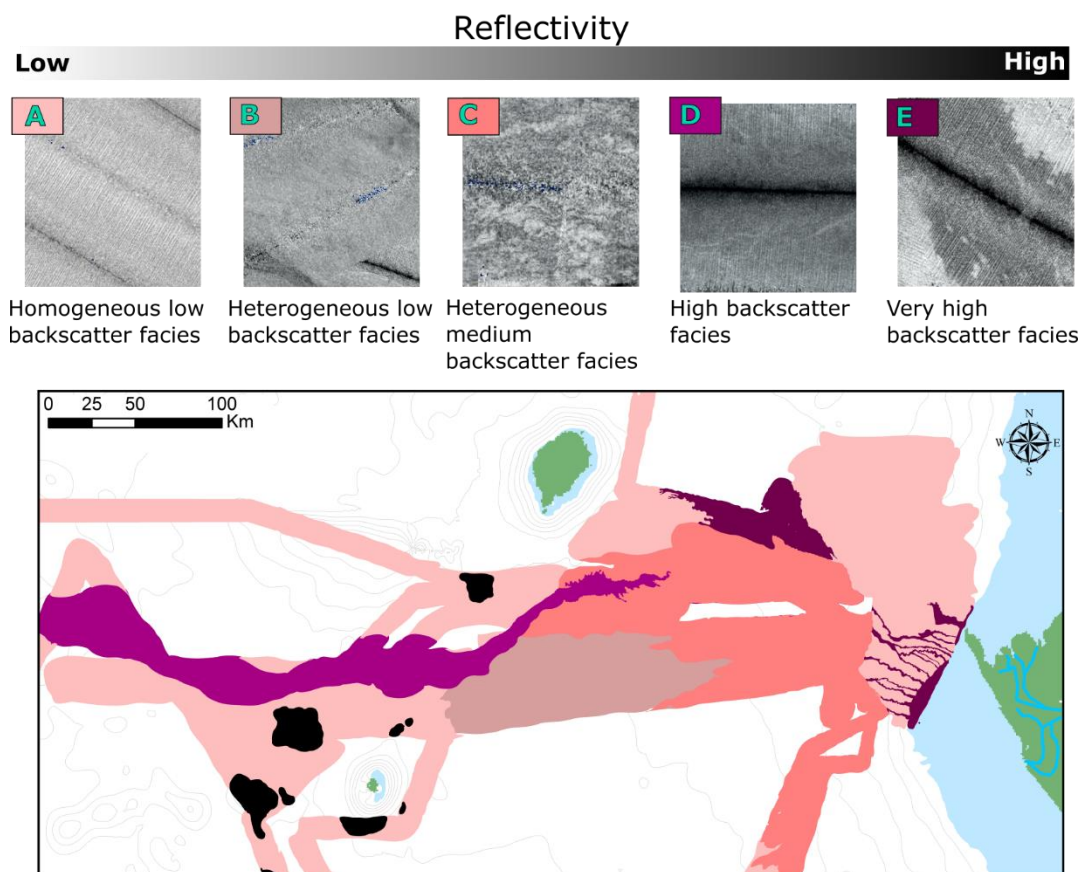 Reflectivity
Low High
A B C D E
Homogeneous low
backscatter facies
Heterogeneous low
backscatter facies
Heterogeneous
medium
backscatter facies
High backscatter
facies
Very high
backscatter facies
0 25 50 100
Km
N
W E
S